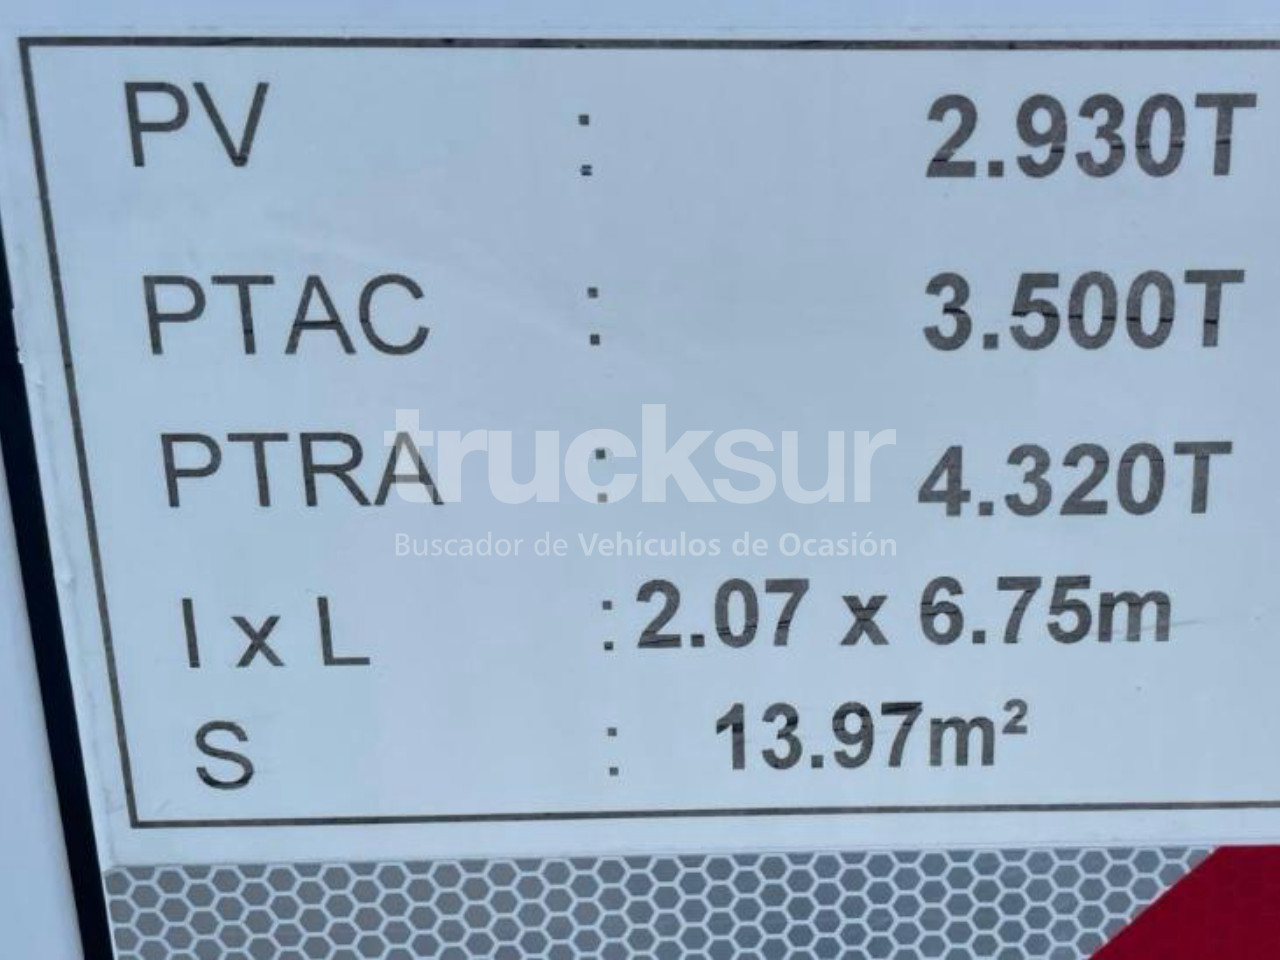 PV : 2.930T
PTAC : 3.500T
PTRA : 4.320T
trucksur
Buscador de Vehículos de Ocasión
l x L : 2.07 x 6.75m
S : 13.97m²